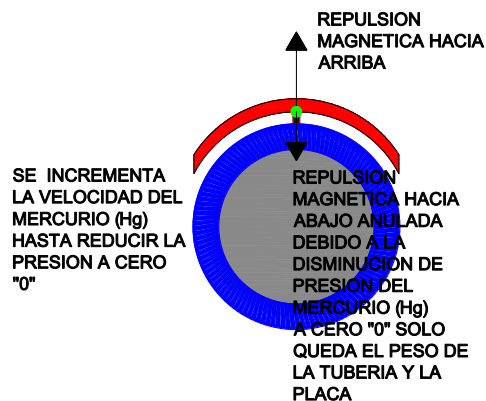 REPULSION
MAGNETICA HACIA
ARRIBA
SE INCREMENTA
LA VELOCIDAD DEL
MERCURIO (Hg)
HASTA REDUCIR LA
PRESION A CERO
"0"
REPULSION
MAGNETICA HACIA
ABAJO ANULADA
DEBIDO A LA
DISMINUCION DE
PRESION DEL
MERCURIO (Hg)
A CERO "0" SOLO
QUEDA EL PESO DE
LA TUBERIA Y LA
PLACA